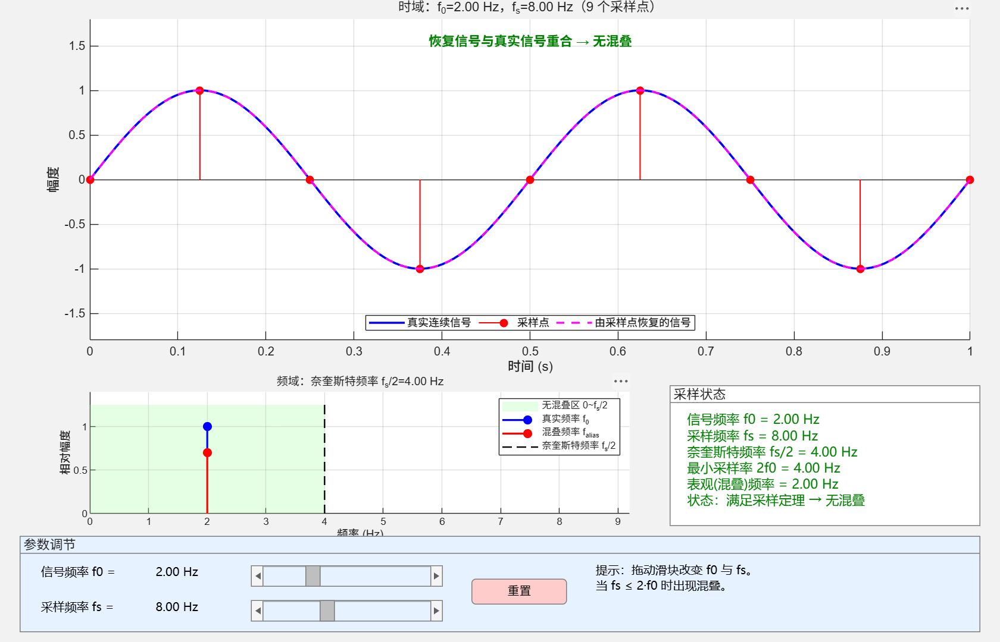 时域：f0=2.00 Hz，fs=8.00 Hz（9 个采样点）
恢复信号与真实信号重合 → 无混叠
1.5
1
0.5
0
-0.5
-1
-1.5
幅度
真实连续信号 采样点 由采样点恢复的信号
0 0.1 0.2 0.3 0.4 0.5 0.6 0.7 0.8 0.9 1
时间 (s)
频域：奈奎斯特频率 fs/2=4.00 Hz
1
0.5
0
相对幅度
无混叠区 0~fs/2
真实频率 f0
混叠频率 falias
奈奎斯特频率 fs/2
0 1 2 3 4 5 6 7 8 9
频率 (Hz)
采样状态
信号频率 f0 = 2.00 Hz
采样频率 fs = 8.00 Hz
奈奎斯特频率 fs/2 = 4.00 Hz
最小采样率 2f0 = 4.00 Hz
表观(混叠)频率 = 2.00 Hz
状态：满足采样定理 → 无混叠
参数调节
信号频率 f0 = 2.00 Hz
采样频率 fs = 8.00 Hz
重置
提示：拖动滑块改变 f0 与 fs。
当 fs ≤ 2·f0 时出现混叠。